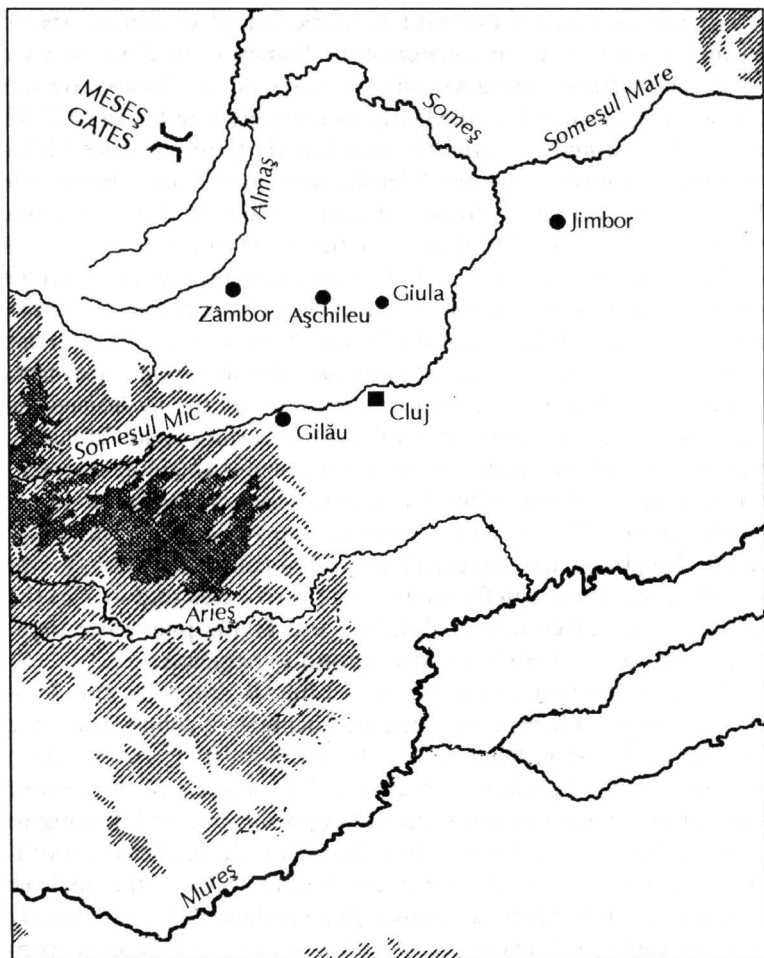 MESEŞ
GATES
Almaş
Someş
Someşul Mare
Jimbor
Zâmbor
Aşchileu
Giula
Someşul Mic
Gilău
Cluj
Arieş
Mureş